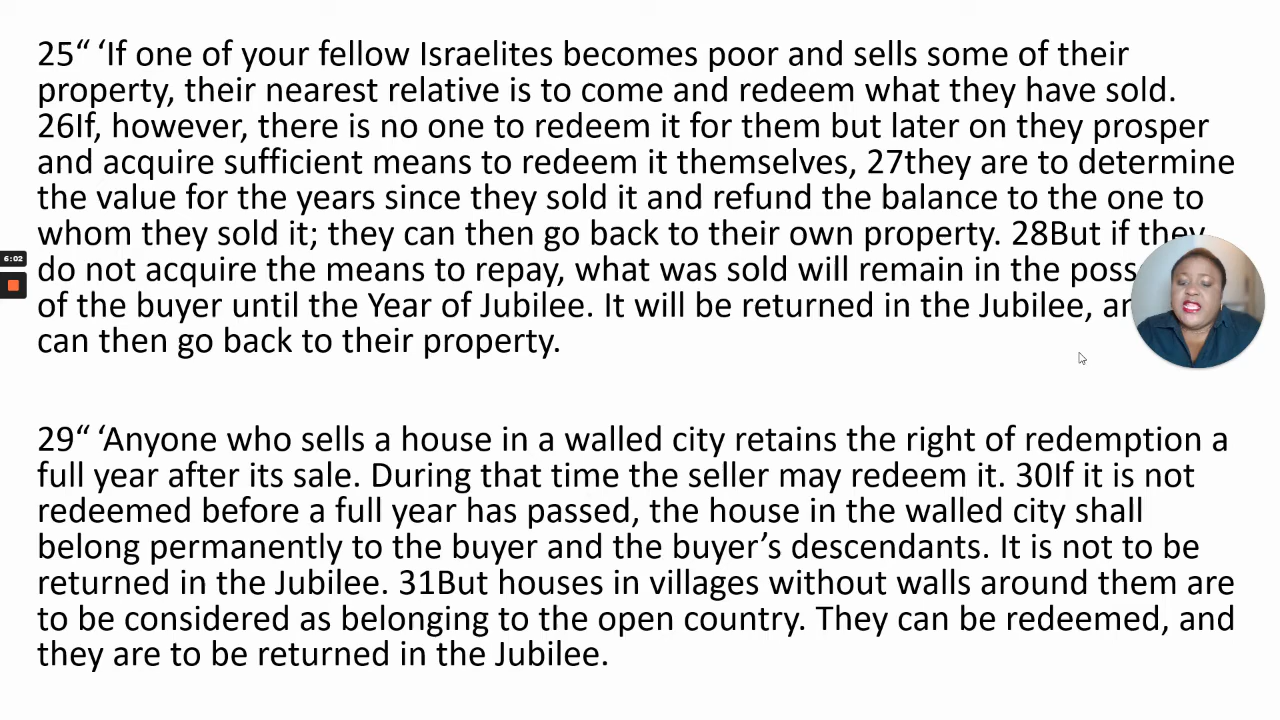 25“ ‘If one of your fellow Israelites becomes poor and sells some of their
property, their nearest relative is to come and redeem what they have sold.
26If, however, there is no one to redeem it for them but later on they prosper
and acquire sufficient means to redeem it themselves, 27they are to determine
the value for the years since they sold it and refund the balance to the one to
whom they sold it; they can then go back to their own property. 28But if they
do not acquire the means to repay, what was sold will remain in the
of the buyer until the Year of Jubilee. It will be returned in the Jubilee,
can then go back to their property.
29“ ‘Anyone who sells a house in a walled city retains the right of redemption a
full year after its sale. During that time the seller may redeem it. 30If it is not
redeemed before a full year has passed, the house in the walled city shall
belong permanently to the buyer and the buyer’s descendants. It is not to be
returned in the Jubilee. 31But houses in villages without walls around them are
to be considered as belonging to the open country. They can be redeemed, and
they are to be returned in the Jubilee.
6:02